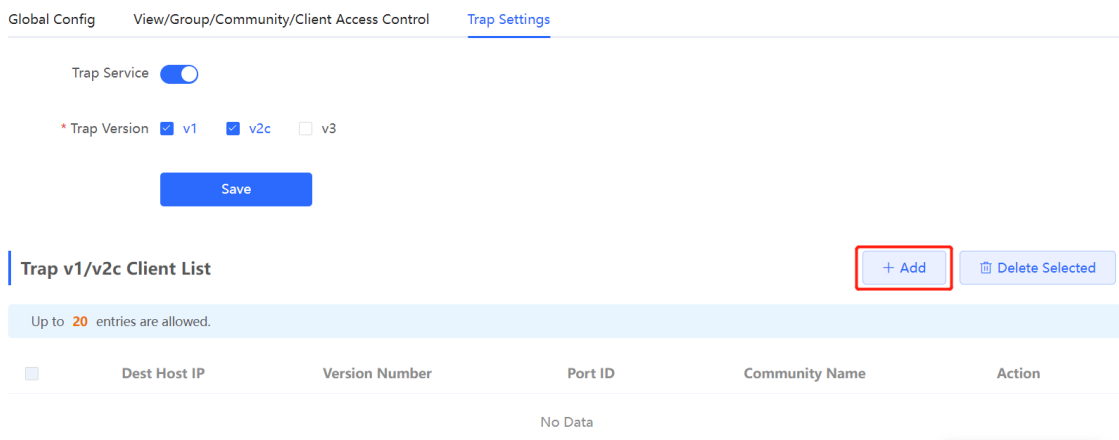 Global Config View/Group/Community/Client Access Control Trap Settings
Trap Service
* Trap Version v1 v2c v3
Save
Trap v1/v2c Client List + Add Delete Selected
Up to 20 entries are allowed.
Dest Host IP Version Number Port ID Community Name Action
No Data